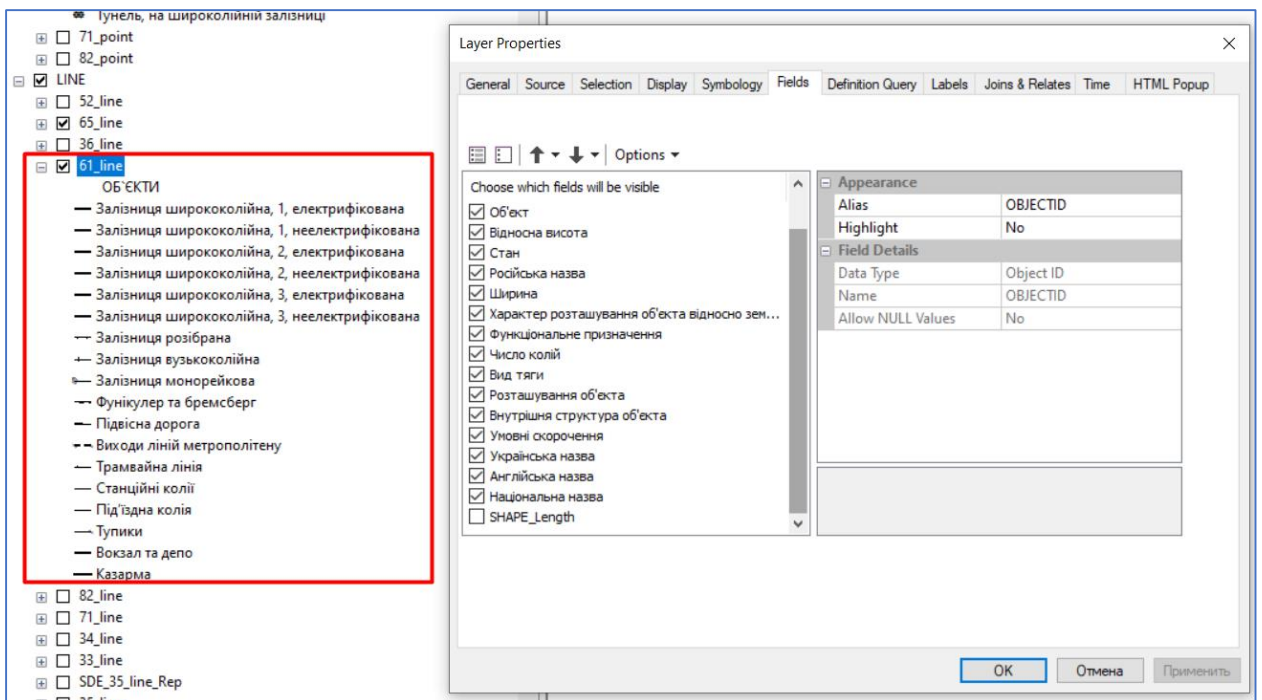 Тунель, на широколійній залізниці
71_point
82_point
LINE
52_line
65_line
36_line
61_line
ОБ`ЄКТИ
Залізниця ширококолійна, 1, електрифікована
Залізниця ширококолійна, 1, неелектрифікована
Залізниця ширококолійна, 2, електрифікована
Залізниця ширококолійна, 2, неелектрифікована
Залізниця ширококолійна, 3, електрифікована
Залізниця ширококолійна, 3, неелектрифікована
Залізниця розібрана
Залізниця вузькоколійна
Залізниця монорейкова
Фунікулер та бремсберг
Підвісна дорога
Виходи ліній метрополітену
Трамвайна лінія
Станційні колії
Під'їздна колія
Тупики
Вокзал та депо
Казарма
82_line
71_line
34_line
33_line
SDE_35_line_Rep
Layer Properties
General Source Selection Display Symbology Fields Definition Query Labels Joins & Relates Time HTML Popup
Options
Choose which fields will be visible
Об'єкт
Відносна висота
Стан
Російська назва
Ширина
Характер розташування об'єкта відносно зем...
Функціональне призначення
Число колій
Вид тяги
Розташування об'єкта
Внутрішня структура об'єкта
Умовні скорочення
Українська назва
Англійська назва
Національна назва
SHAPE_Length
Appearance
Alias OBJECTID
Highlight No
Field Details
Data Type Object ID
Name OBJECTID
Allow NULL Values No
OK Отмена Применить